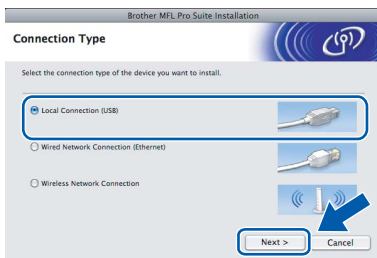 Brother MFL Pro Suite Installation
Connection Type
Select the connection type of the device you want to install.
Local Connection (USB)
Wired Network Connection (Ethernet)
Wireless Network Connection
Next >
Cancel